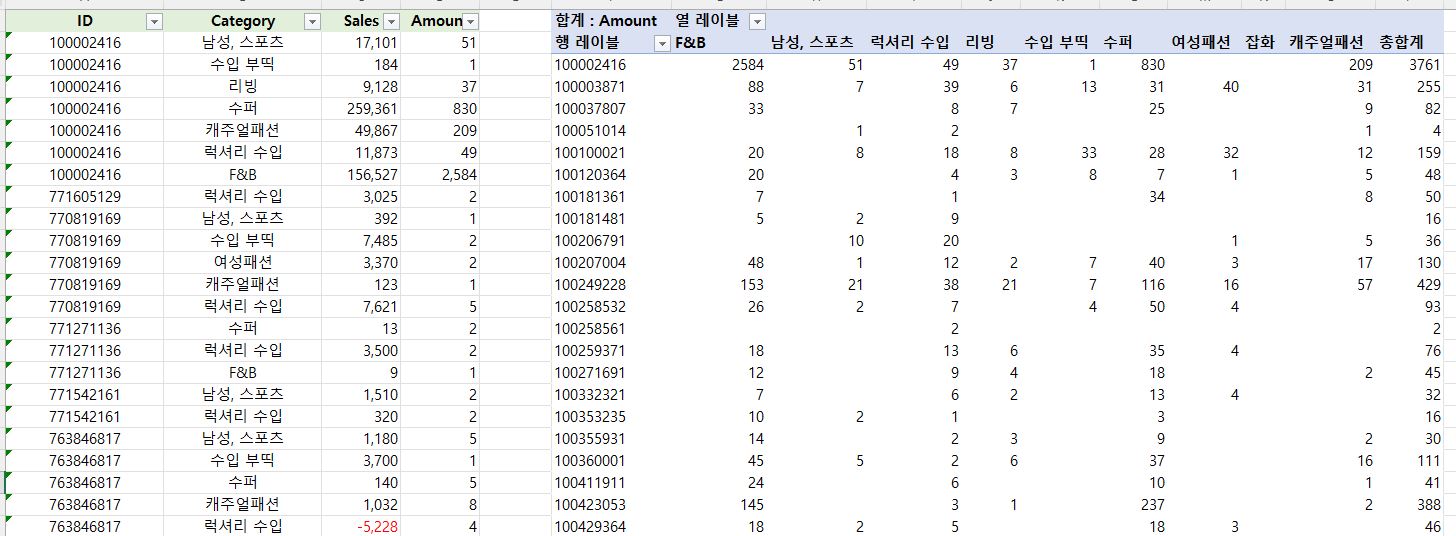 ID Category Sales Amoun 합계 : Amount 열 레이블
행 레이블 F&B 남성, 스포츠 럭셔리 수입 리빙 수입 부띡 수퍼 여성패션 잡화 캐주얼패션 총합계
100002416 남성, 스포츠 17,101 51
100002416 수입 부띡 184 1 100002416 2584 51 49 37 1 830 209 3761
100002416 리빙 9,128 37 100003871 88 7 39 6 13 31 40 31 255
100002416 수퍼 259,361 830 100037807 33 8 7 25 9 82
100002416 캐주얼패션 49,867 209 100051014 1 2 1 4
100002416 럭셔리 수입 11,873 49 100100021 20 8 18 8 33 28 32 12 159
100002416 F&B 156,527 2,584 100120364 20 4 3 8 7 1 5 48
771605129 럭셔리 수입 3,025 2 100181361 7 1 34 8 50
770819169 남성, 스포츠 392 1 100181481 5 2 9 16
770819169 수입 부띡 7,485 2 100206791 10 20 1 5 36
770819169 여성패션 3,370 2 100207004 48 1 12 2 7 40 3 17 130
770819169 캐주얼패션 123 1 100249228 153 21 38 21 7 116 16 57 429
770819169 럭셔리 수입 7,621 5 100258532 26 2 7 4 50 4 93
771271136 수퍼 13 2 100258561 2 2
771271136 럭셔리 수입 3,500 2 100259371 18 13 6 35 4 76
771271136 F&B 9 1 100271691 12 9 4 18 2 45
771542161 남성, 스포츠 1,510 2 100332321 7 6 2 13 4 32
771542161 럭셔리 수입 320 2 100353235 10 2 1 3 16
763846817 남성, 스포츠 1,180 5 100355931 14 2 3 9 2 30
763846817 수입 부띡 3,700 1 100360001 45 5 2 6 37 16 111
763846817 수퍼 140 5 100411911 24 6 10 1 41
763846817 캐주얼패션 1,032 8 100423053 145 3 1 237 2 388
763846817 럭셔리 수입 -5,228 4 100429364 18 2 5 18 3 46